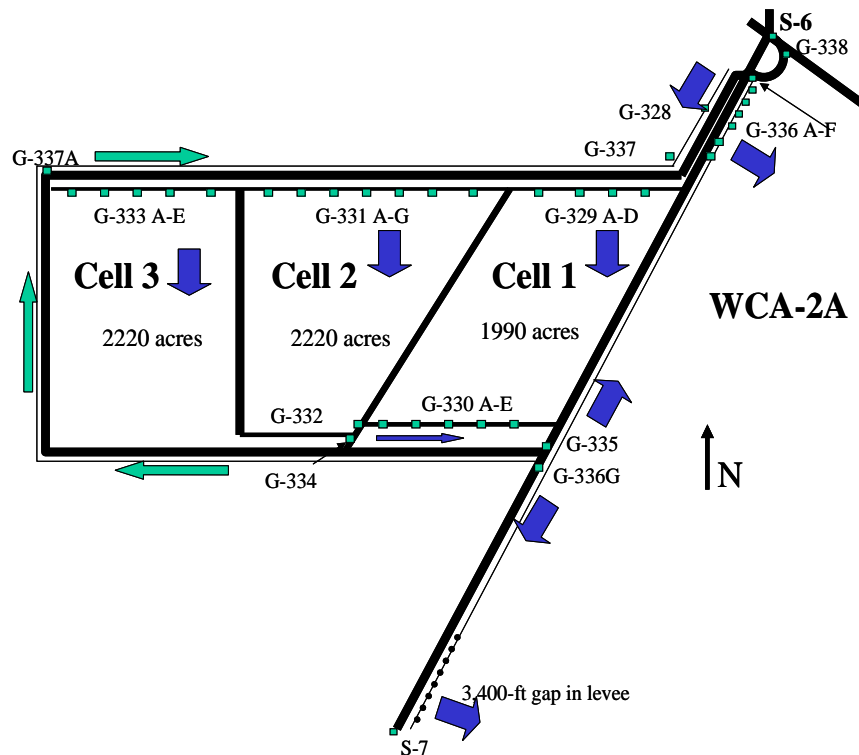 S-6
G-338
G-328
G-336 A-F
G-337
G-337A
G-333 A-E
G-331 A-G
G-329 A-D
Cell 3
Cell 2
Cell 1
WCA-2A
2220 acres
2220 acres
1990 acres
G-332
G-330 A-E
G-335
G-334
G-336G
N
3,400-ft gap in levee
S-7